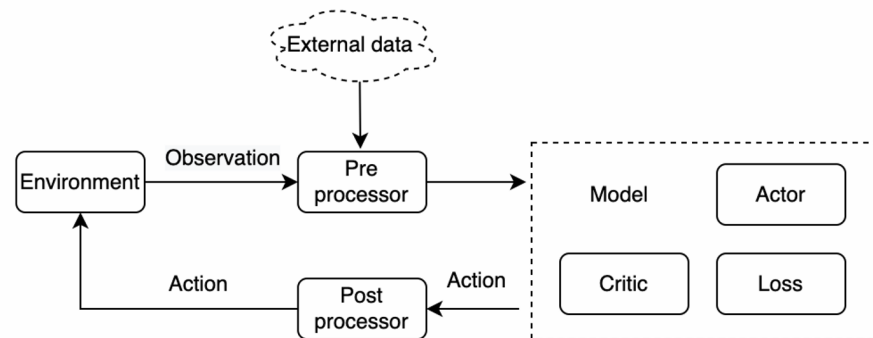 External data
Observation
Environment
Pre
processor
Model
Actor
Action
Post
processor
Action
Critic
Loss